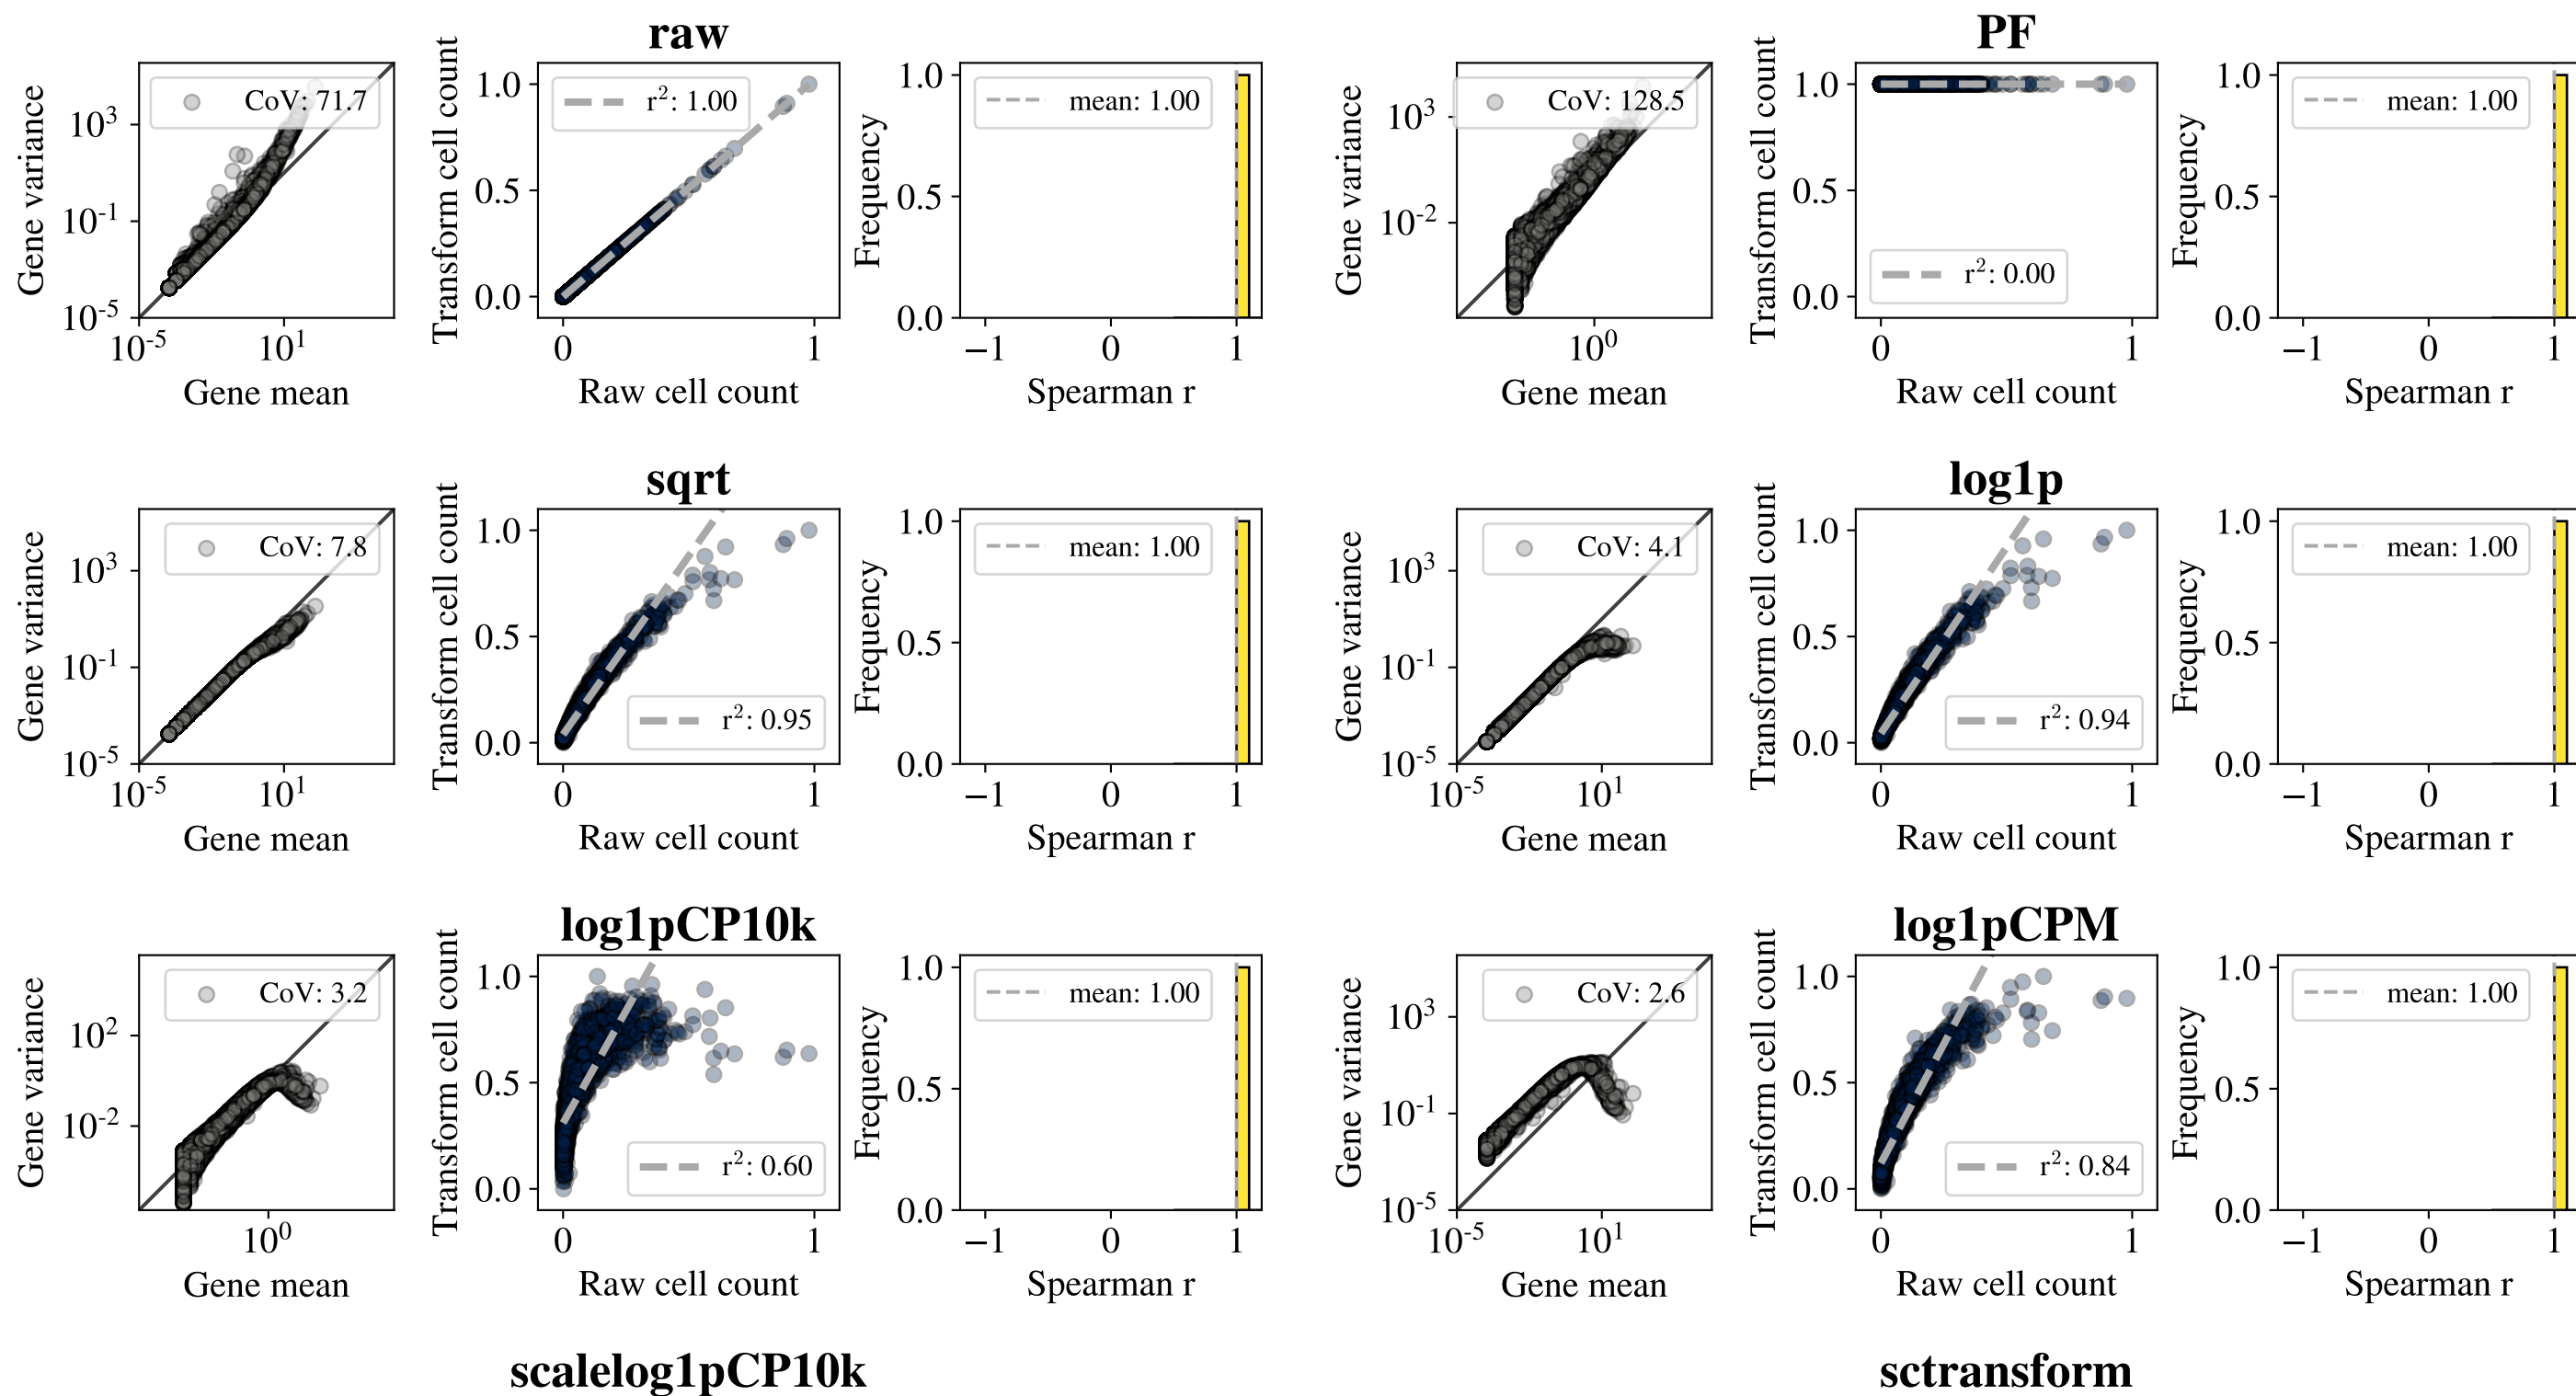 raw
Gene variance
10³
10⁻¹
10⁻⁵
CoV: 71.7
10⁻⁵ 10¹
Gene mean
Transform cell count
1.0
0.5
0.0
r²: 1.00
0 1
Raw cell count
Frequency
1.0
0.5
0.0
mean: 1.00
−1 0 1
Spearman r
PF
Gene variance
10³
10⁻²
CoV: 128.5
10⁰
Gene mean
Transform cell count
1.0
0.5
0.0
r²: 0.00
0 1
Raw cell count
Frequency
1.0
0.5
0.0
mean: 1.00
−1 0 1
Spearman r
sqrt
Gene variance
10³
10⁻¹
10⁻⁵
CoV: 7.8
10⁻⁵ 10¹
Gene mean
Transform cell count
1.0
0.5
0.0
r²: 0.95
0 1
Raw cell count
Frequency
1.0
0.5
0.0
mean: 1.00
−1 0 1
Spearman r
log1p
Gene variance
10³
10⁻¹
10⁻⁵
CoV: 4.1
10⁻⁵ 10¹
Gene mean
Transform cell count
1.0
0.5
0.0
r²: 0.94
0 1
Raw cell count
Frequency
1.0
0.5
0.0
mean: 1.00
−1 0 1
Spearman r
log1pCP10k
Gene variance
10²
10⁻²
CoV: 3.2
10⁰
Gene mean
Transform cell count
1.0
0.5
0.0
r²: 0.60
0 1
Raw cell count
Frequency
1.0
0.5
0.0
mean: 1.00
−1 0 1
Spearman r
log1pCPM
Gene variance
10³
10⁻¹
10⁻⁵
CoV: 2.6
10⁻⁵ 10¹
Gene mean
Transform cell count
1.0
0.5
0.0
r²: 0.84
0 1
Raw cell count
Frequency
1.0
0.5
0.0
mean: 1.00
−1 0 1
Spearman r
scalelog1pCP10k
sctransform